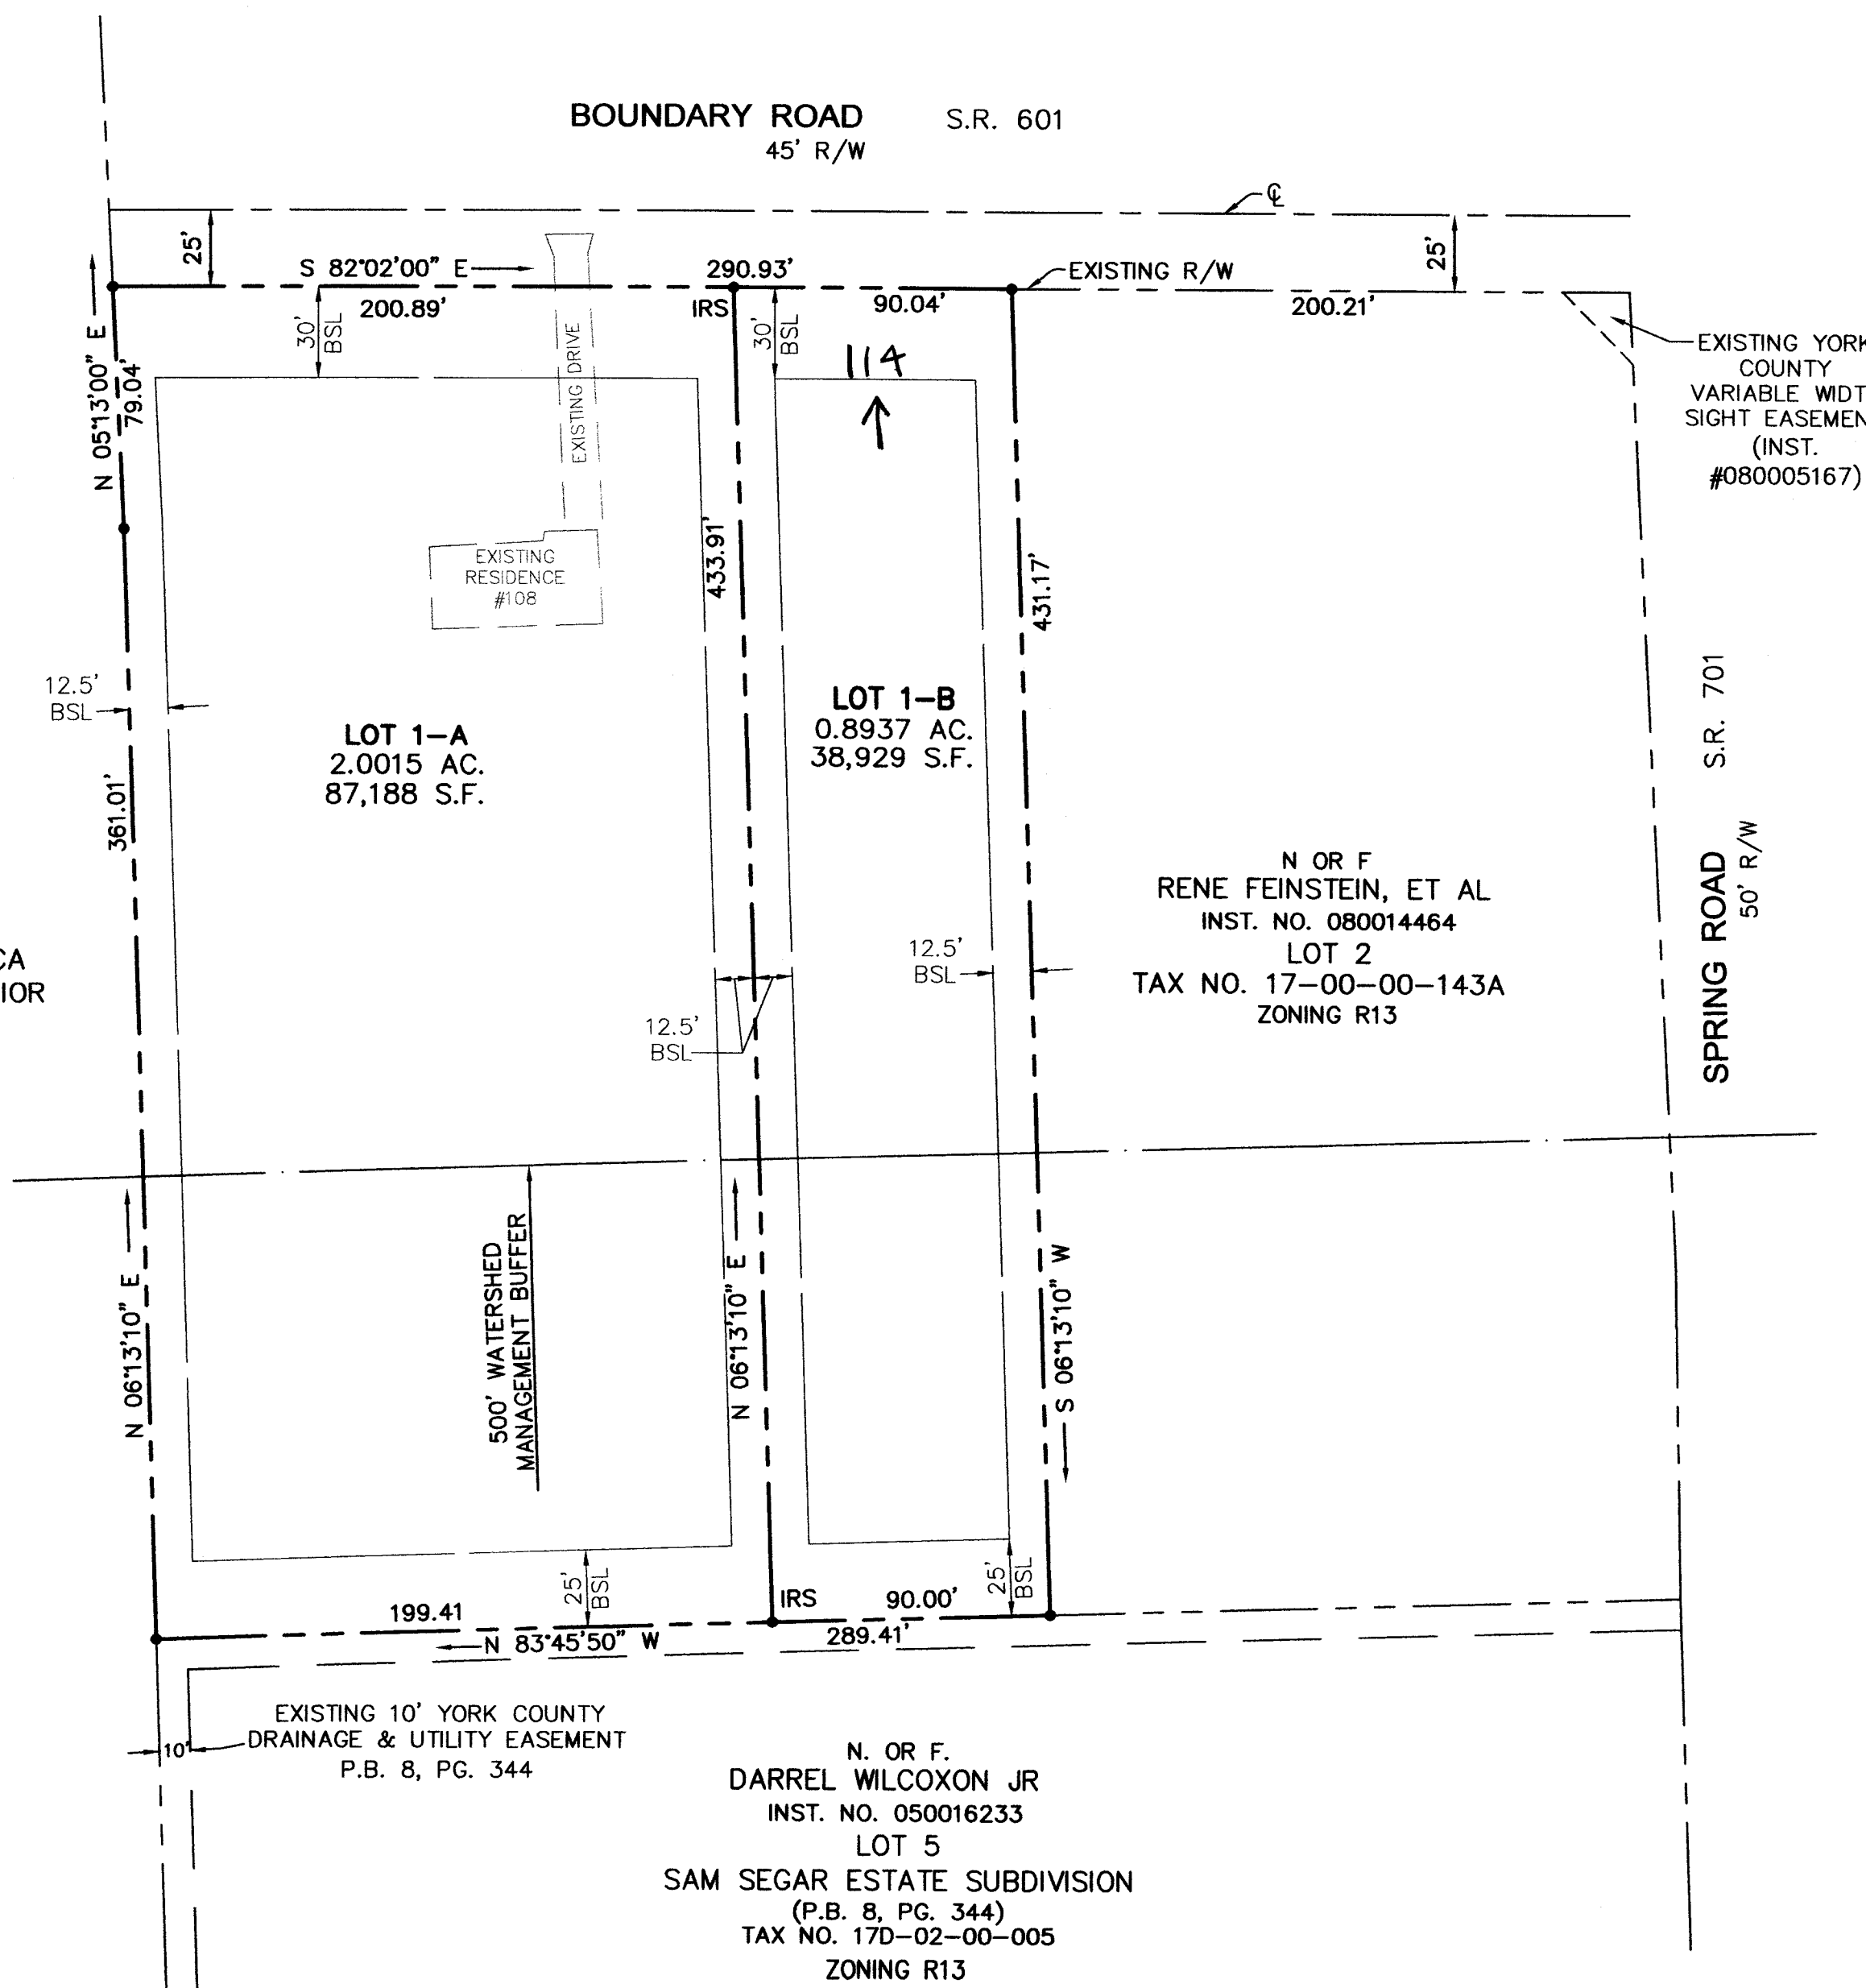 BOUNDARY ROAD S.R. 601
45' R/W
℄
25'
25'
S 82°02'00" E
290.93'
EXISTING R/W
200.89'
IRS
90.04'
200.21'
30'
BSL
30'
BSL
EXISTING DRIVE
114
N 05°13'00" E
79.04'
EXISTING YORK
COUNTY
VARIABLE WIDT
SIGHT EASEMEN
(INST.
#080005167)
EXISTING
RESIDENCE
#108
433.91'
431.17'
12.5'
BSL
LOT 1-A
2.0015 AC.
87,188 S.F.
LOT 1-B
0.8937 AC.
38,929 S.F.
361.01'
SPRING ROAD S.R. 701
50' R/W
N OR F
RENE FEINSTEIN, ET AL
INST. NO. 080014464
LOT 2
TAX NO. 17-00-00-143A
ZONING R13
CA
IOR
12.5'
BSL
12.5'
BSL
500' WATERSHED
MANAGEMENT BUFFER
N 06°13'10" E
N 06°13'10" E
S 06°13'10" W
25'
BSL
25'
BSL
199.41
IRS
90.00'
N 83°45'50" W
289.41'
EXISTING 10' YORK COUNTY
DRAINAGE & UTILITY EASEMENT
P.B. 8, PG. 344
10'
N. OR F.
DARREL WILCOXON JR
INST. NO. 050016233
LOT 5
SAM SEGAR ESTATE SUBDIVISION
(P.B. 8, PG. 344)
TAX NO. 17D-02-00-005
ZONING R13